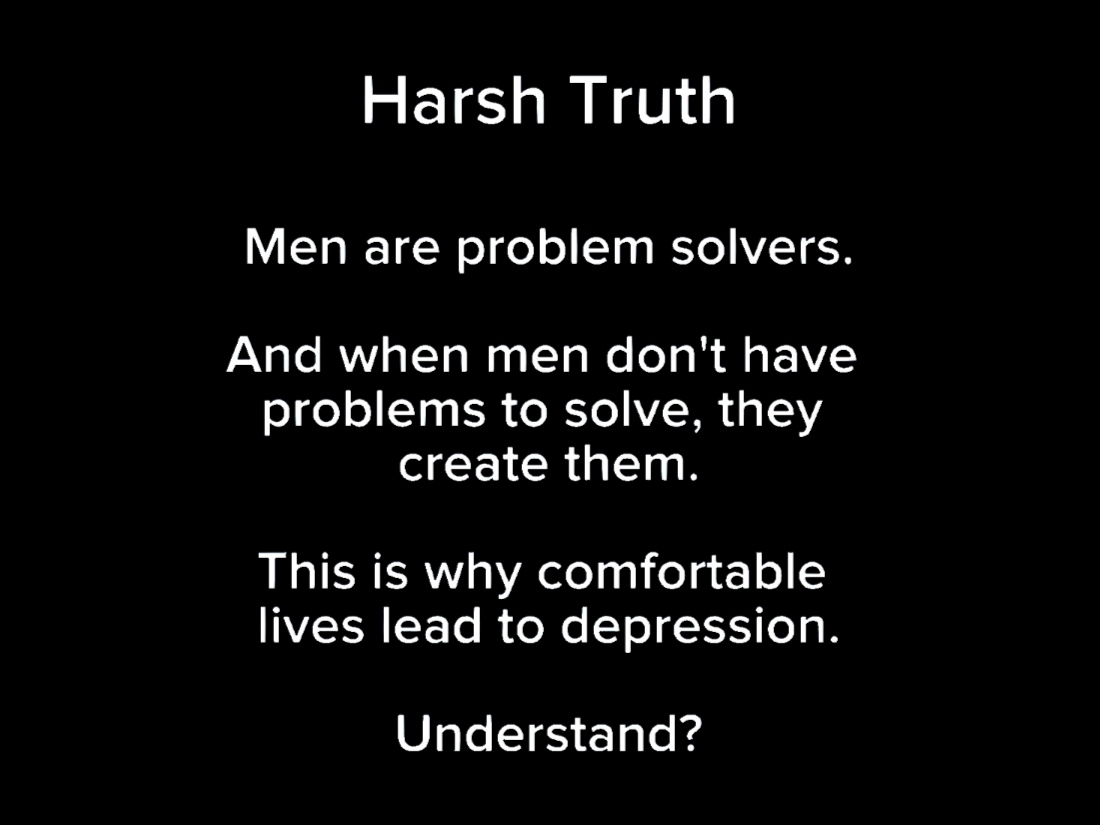 Harsh Truth
Men are problem solvers.
And when men don't have
problems to solve, they
create them.
This is why comfortable
lives lead to depression.
Understand?